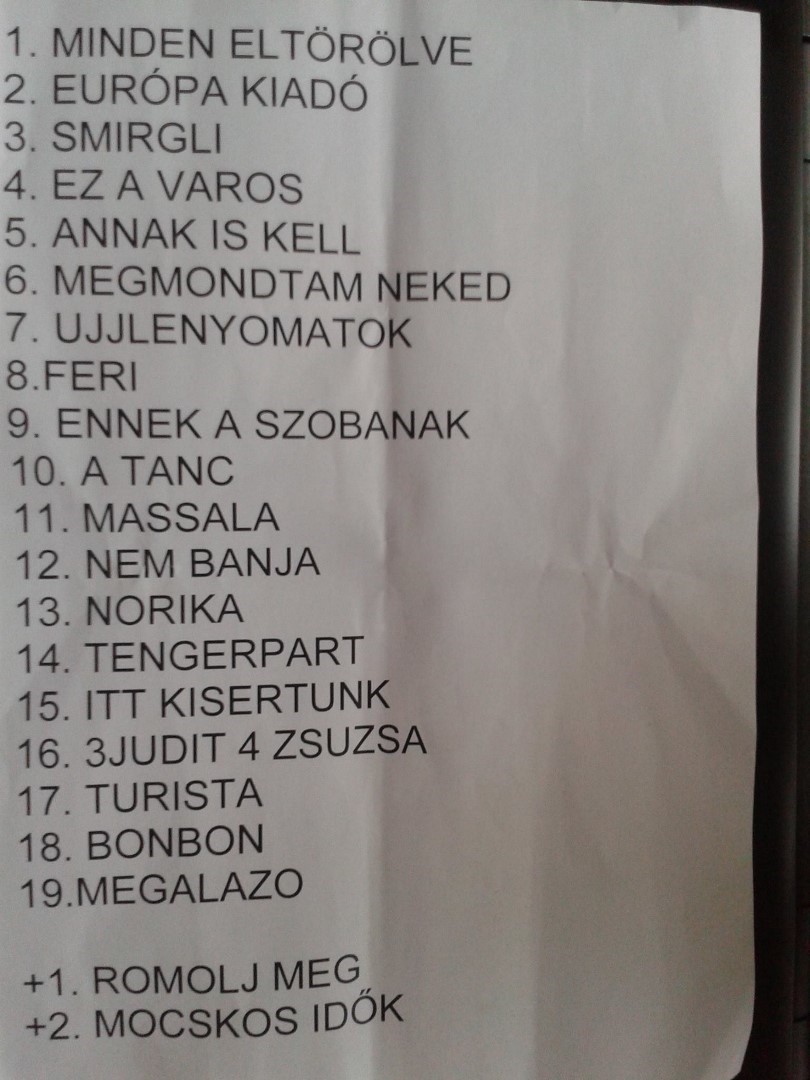 1. MINDEN ELTÖRÖLVE
2. EURÓPA KIADÓ
3. SMIRGLI
4. EZ A VAROS
5. ANNAK IS KELL
6. MEGMONDTAM NEKED
7. UJJLENYOMATOK
8.FERI
9. ENNEK A SZOBANAK
10. A TANC
11. MASSALA
12. NEM BANJA
13. NORIKA
14. TENGERPART
15. ITT KISERTUNK
16. 3JUDIT 4 ZSUZSA
17. TURISTA
18. BONBON
19.MEGALAZO
+1. ROMOLJ MEG
+2. MOCSKOS IDŐK